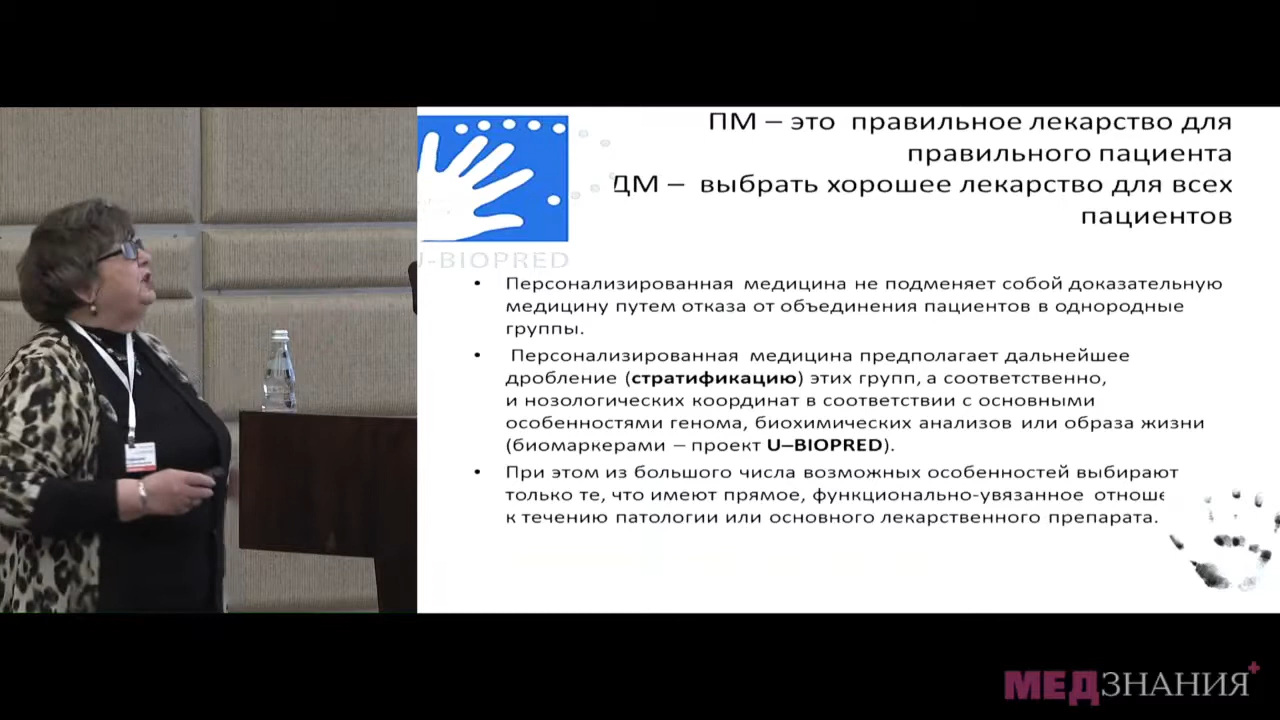 ПМ – это правильное лекарство для
правильного пациента
ДМ – выбрать хорошее лекарство для всех
пациентов
U-BIOPRED
• Персонализированная медицина не подменяет собой доказательную
медицину путем отказа от объединения пациентов в однородные
группы.
• Персонализированная медицина предполагает дальнейшее
дробление (стратификацию) этих групп, а соответственно,
и нозологических координат в соответствии с основными
особенностями генома, биохимических анализов или образа жизни
(биомаркерами – проект U–BIOPRED).
• При этом из большого числа возможных особенностей выбирают
только те, что имеют прямое, функционально-увязанное отноше
к течению патологии или основного лекарственного препарата.
МЕДЗНАНИЯ+